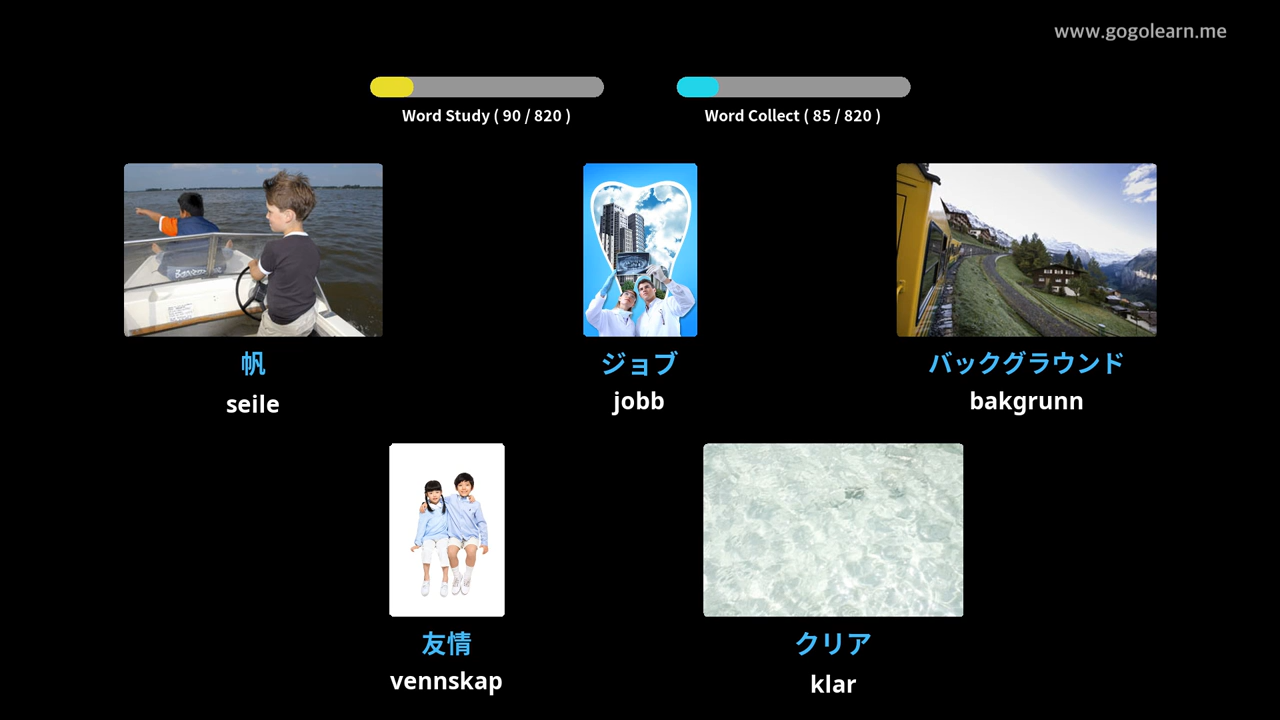 www.gogolearn.me
Word Study ( 90 / 820 )
Word Collect ( 85 / 820 )
帆
seile
ジョブ
jobb
バックグラウンド
bakgrunn
友情
vennskap
クリア
klar